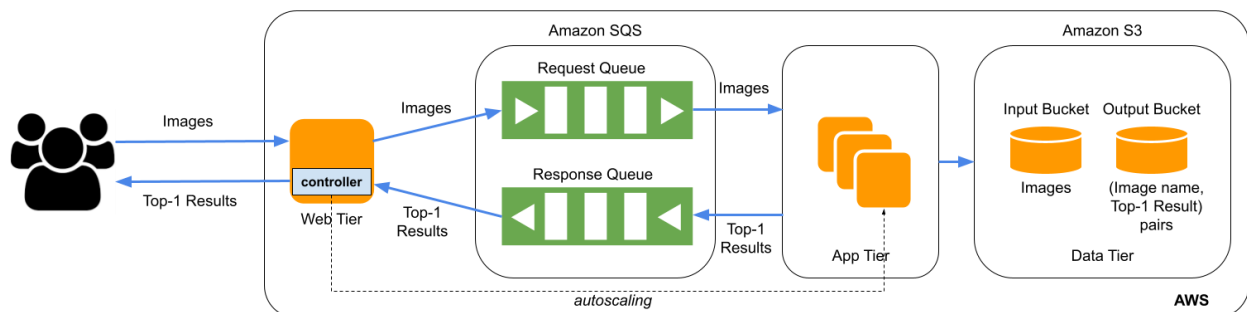 Amazon SQS
Amazon S3
Request Queue
Images
Images
Images
Input Bucket
Output Bucket
controller
Response Queue
Top-1 Results
Web Tier
Top-1
Results
Top-1
Results
App Tier
Images
(Image name,
Top-1 Result)
pairs
Data Tier
autoscaling
AWS